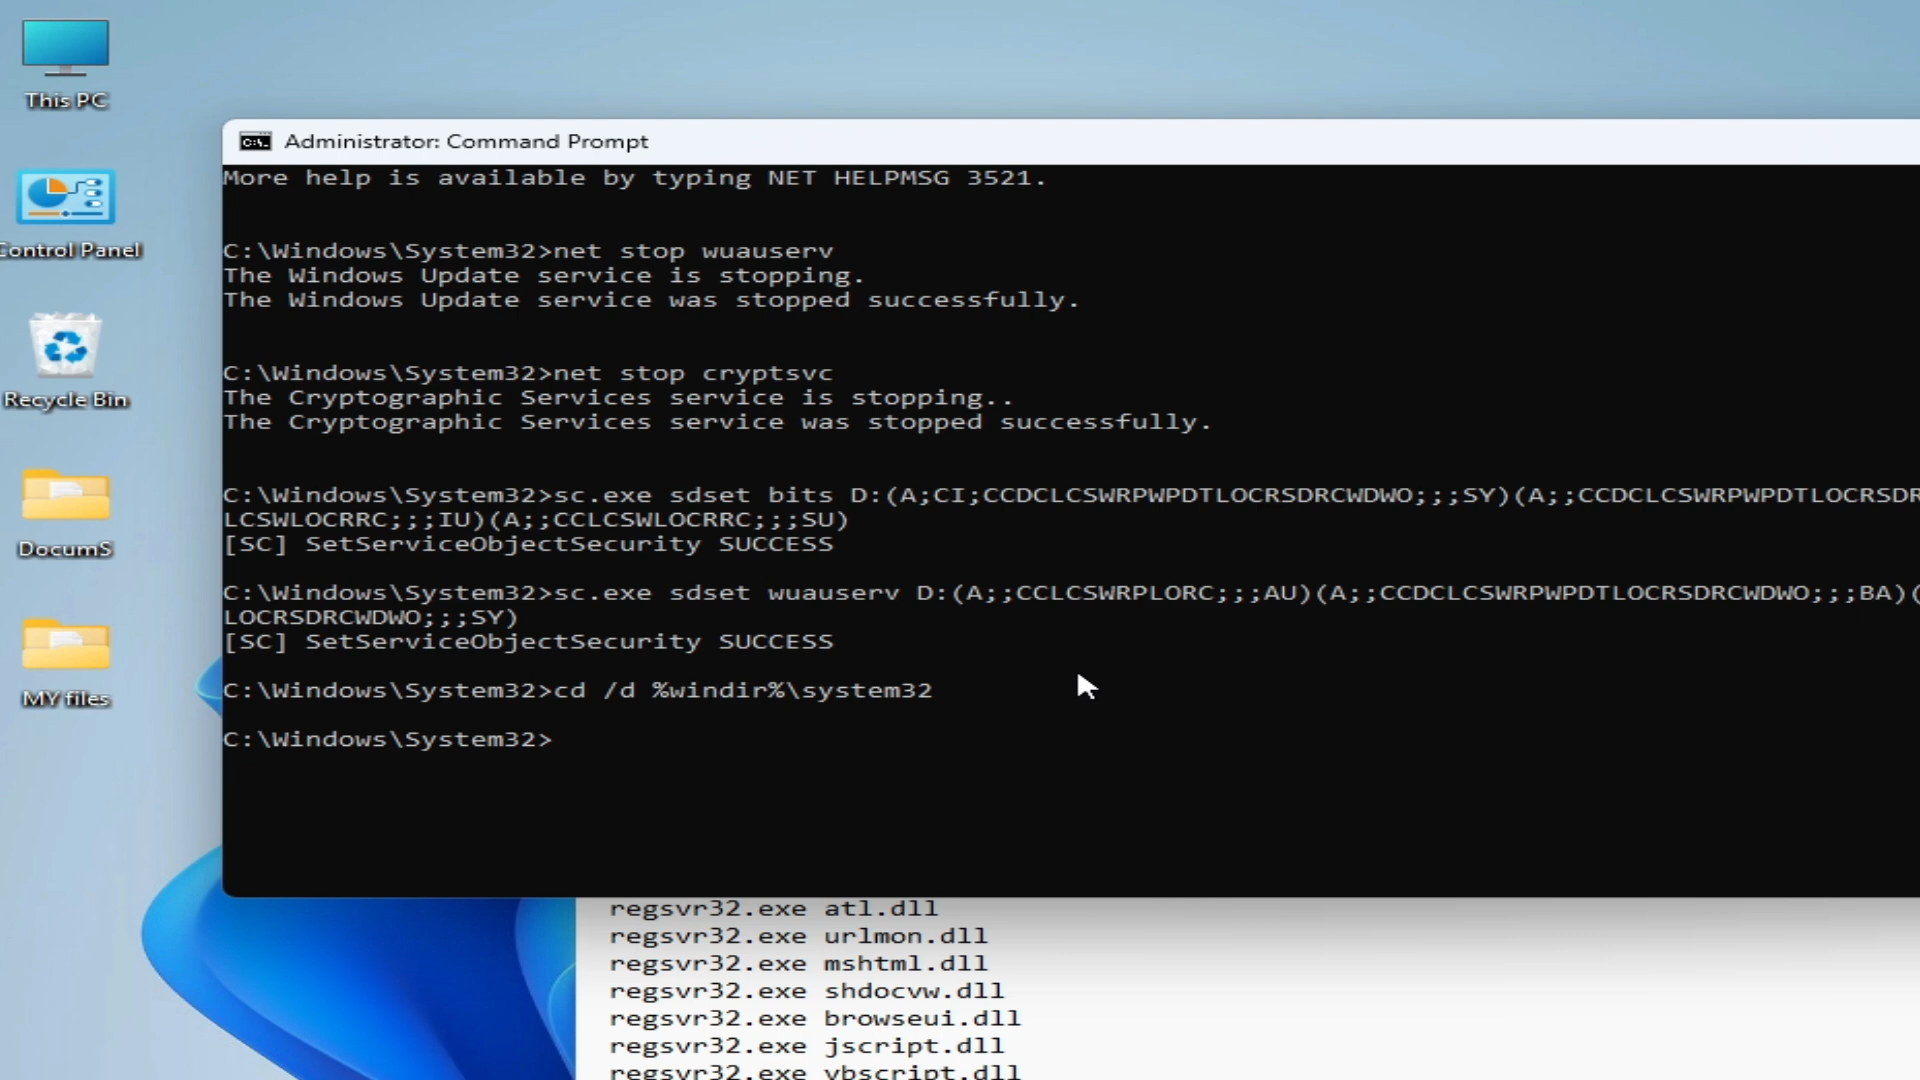 This PC
Control Panel
Recycle Bin
DocumS
MY files
Administrator: Command Prompt
More help is available by typing NET HELPMSG 3521.
C:\Windows\System32>net stop wuauserv
The Windows Update service is stopping.
The Windows Update service was stopped successfully.
C:\Windows\System32>net stop cryptsvc
The Cryptographic Services service is stopping..
The Cryptographic Services service was stopped successfully.
C:\Windows\System32>sc.exe sdset bits D:(A;CI;CCDCLCSWRPWPDTLOCRSDRCWDWO;;;SY)(A;;CCDCLCSWRPWPDTLOCRSDR
LCSWLOCRRC;;;IU)(A;;CCLCSWLOCRRC;;;SU)
[SC] SetServiceObjectSecurity SUCCESS
C:\Windows\System32>sc.exe sdset wuauserv D:(A;;CCLCSWRPLORC;;;AU)(A;;CCDCLCSWRPWPDTLOCRSDRCWDWO;;;BA)(
LOCRSDRCWDWO;;;SY)
[SC] SetServiceObjectSecurity SUCCESS
C:\Windows\System32>cd /d %windir%\system32
C:\Windows\System32>
regsvr32.exe atl.dll
regsvr32.exe urlmon.dll
regsvr32.exe mshtml.dll
regsvr32.exe shdocvw.dll
regsvr32.exe browseui.dll
regsvr32.exe jscript.dll
regsvr32.exe vbscript.dll